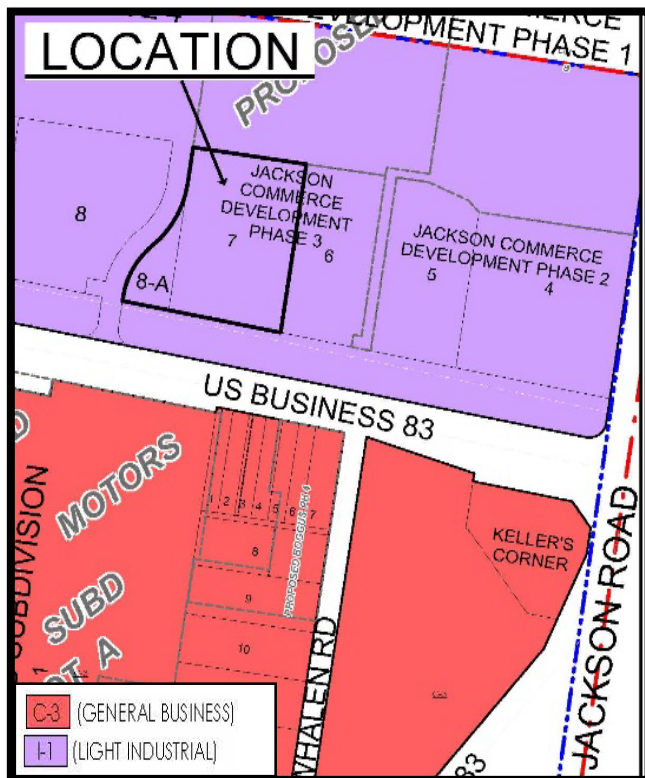 COMMERCE
DEVELOPMENT PHASE 1
LOCATION
PROPOSED
JACKSON
COMMERCE
DEVELOPMENT
PHASE 3
8
7
6
8-A
JACKSON COMMERCE
DEVELOPMENT PHASE 2
5
4
US BUSINESS 83
MOTORS
SUBD
SUBDIVISION
1
2
3
4
5
6
7
8
9
10
WHALEN RD
KELLER'S
CORNER
JACKSON ROAD
83
C-3 (GENERAL BUSINESS)
I-1 (LIGHT INDUSTRIAL)